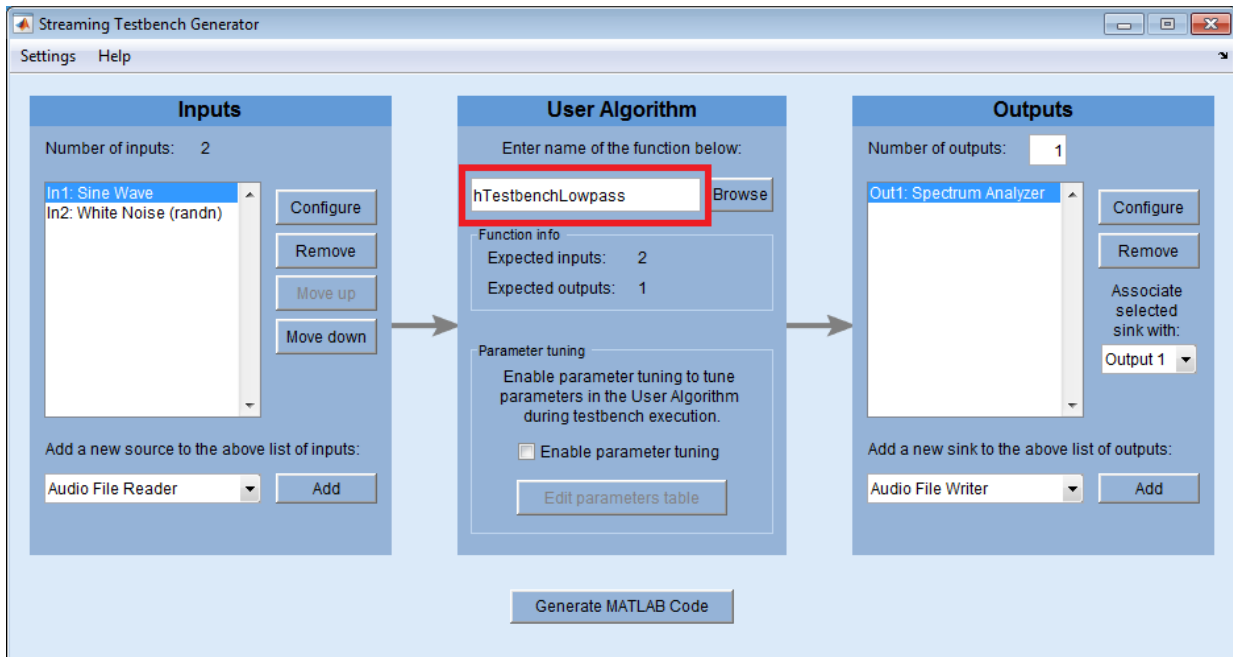 Streaming Testbench Generator
Settings Help
Inputs
Number of inputs: 2
In1: Sine Wave
In2: White Noise (randn)
Configure
Remove
Move up
Move down
Add a new source to the above list of inputs:
Audio File Reader
Add
User Algorithm
Enter name of the function below:
hTestbenchLowpass
Browse
Function info
Expected inputs: 2
Expected outputs: 1
Parameter tuning
Enable parameter tuning to tune
parameters in the User Algorithm
during testbench execution.
Enable parameter tuning
Edit parameters table
Outputs
Number of outputs: 1
Out1: Spectrum Analyzer
Configure
Remove
Associate
selected
sink with:
Output 1
Add a new sink to the above list of outputs:
Audio File Writer
Add
Generate MATLAB Code